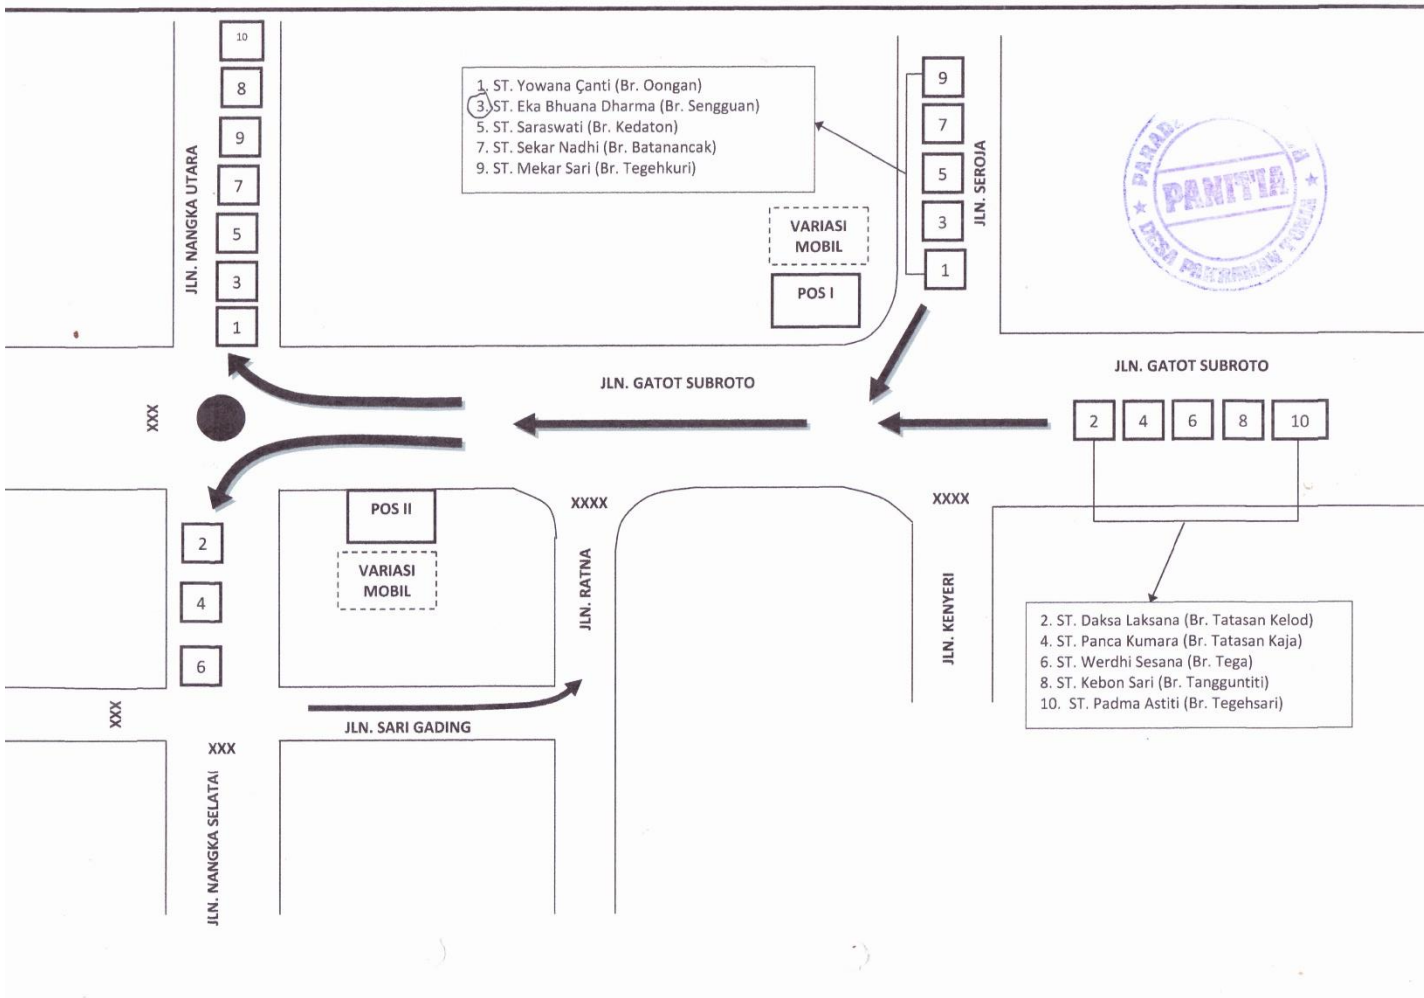 10
8
9
7
5
3
1
JLN. NANGKA UTARA
1. ST. Yowana Çanti (Br. Oongan)
3. ST. Eka Bhuana Dharma (Br. Sengguan)
5. ST. Saraswati (Br. Kedaton)
7. ST. Sekar Nadhi (Br. Batanancak)
9. ST. Mekar Sari (Br. Tegehkuri)
VARIASI
MOBIL
POS I
9
7
5
3
1
JLN. SEROJA
PANITIA
DESA PAKRAMAN TONJA
JLN. GATOT SUBROTO
JLN. GATOT SUBROTO
XXX
2 4 6 8 10
XXXX
XXXX
POS II
VARIASI
MOBIL
2
4
6
JLN. RATNA
JLN. KENYERI
2. ST. Daksa Laksana (Br. Tatasan Kelod)
4. ST. Panca Kumara (Br. Tatasan Kaja)
6. ST. Werdhi Sesana (Br. Tega)
8. ST. Kebon Sari (Br. Tangguntiti)
10. ST. Padma Astiti (Br. Tegehsari)
XXX
JLN. SARI GADING
XXX
JLN. NANGKA SELATA